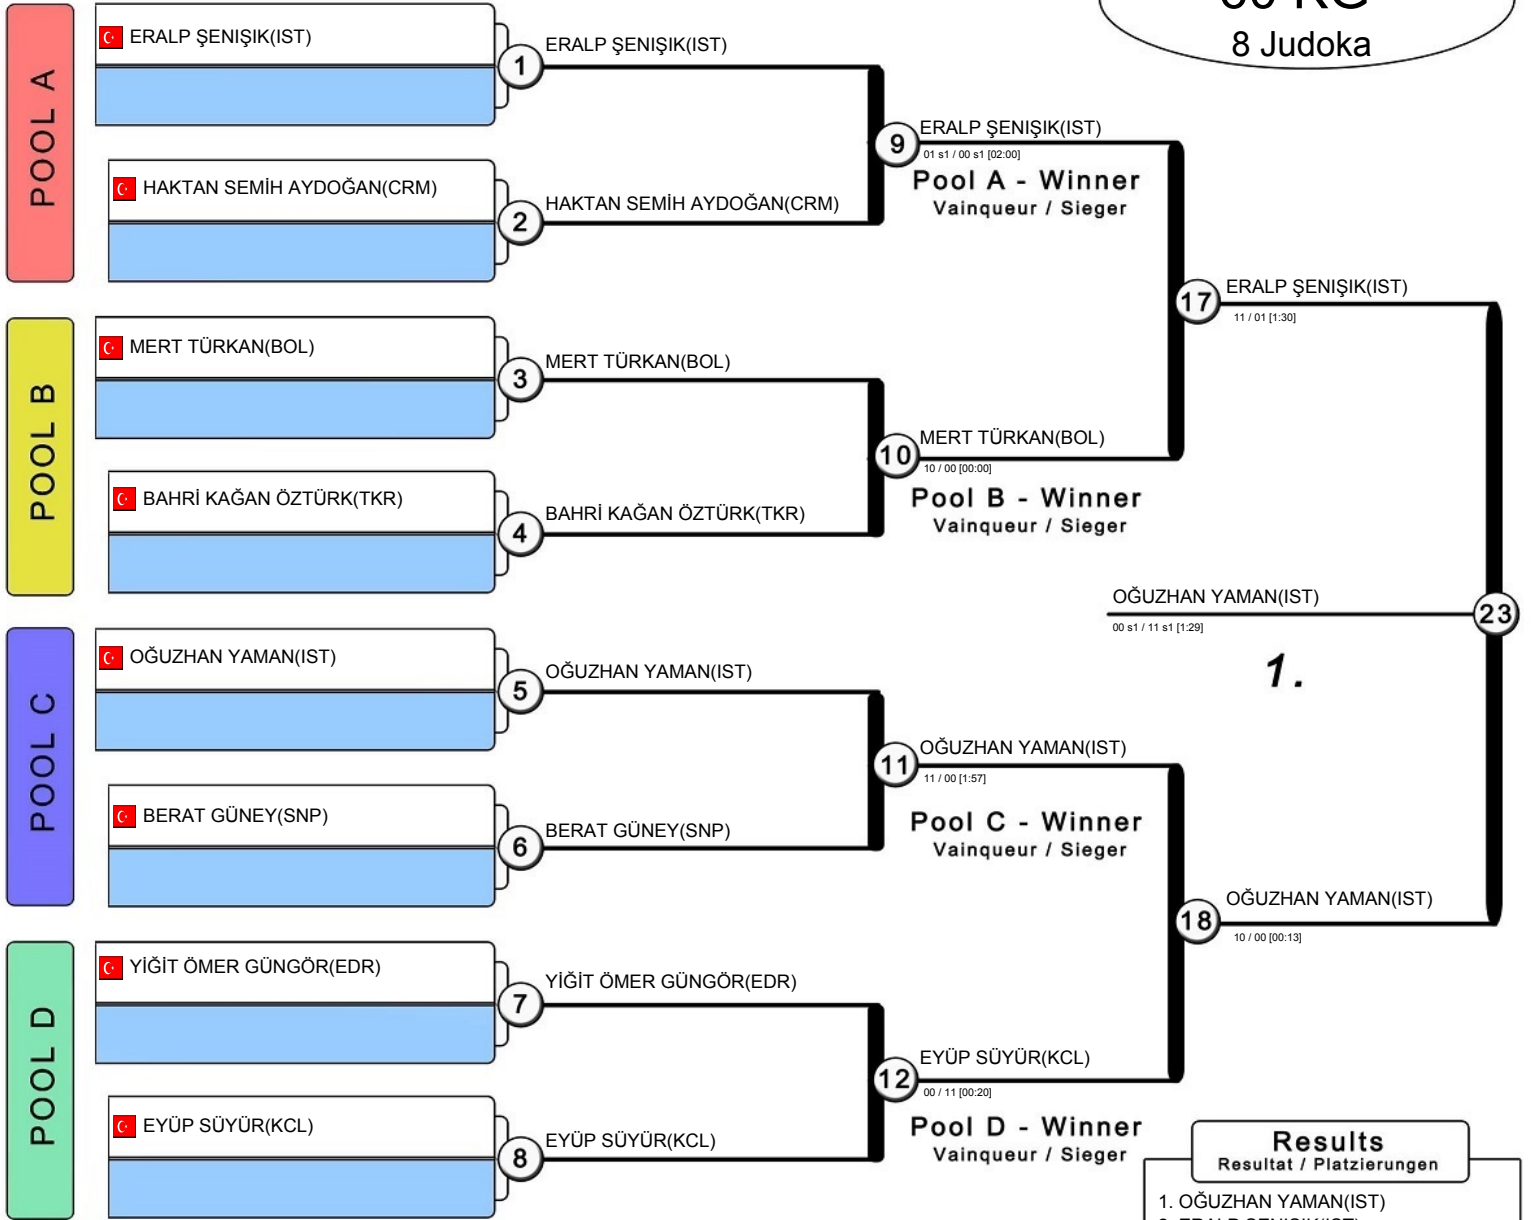 8 Judoka
POOL A
ERALP ŞENIŞIK(IST)
1
ERALP ŞENIŞIK(IST)
HAKTAN SEMİH AYDOĞAN(CRM)
2
HAKTAN SEMİH AYDOĞAN(CRM)
9
ERALP ŞENIŞIK(IST)
01 s1 / 00 s1 [02:00]
Pool A - Winner
Vainqueur / Sieger
17
ERALP ŞENIŞIK(IST)
11 / 01 [1:30]
POOL B
MERT TÜRKAN(BOL)
3
MERT TÜRKAN(BOL)
BAHRİ KAĞAN ÖZTÜRK(TKR)
4
BAHRİ KAĞAN ÖZTÜRK(TKR)
10
MERT TÜRKAN(BOL)
10 / 00 [00:00]
Pool B - Winner
Vainqueur / Sieger
OĞUZHAN YAMAN(IST)
23
00 s1 / 11 s1 [1:29]
1.
POOL C
OĞUZHAN YAMAN(IST)
5
OĞUZHAN YAMAN(IST)
BERAT GÜNEY(SNP)
6
BERAT GÜNEY(SNP)
11
OĞUZHAN YAMAN(IST)
11 / 00 [1:57]
Pool C - Winner
Vainqueur / Sieger
18
OĞUZHAN YAMAN(IST)
10 / 00 [00:13]
POOL D
YİĞİT ÖMER GÜNGÖR(EDR)
7
YİĞİT ÖMER GÜNGÖR(EDR)
EYÜP SÜYÜR(KCL)
8
EYÜP SÜYÜR(KCL)
12
EYÜP SÜYÜR(KCL)
00 / 11 [00:20]
Pool D - Winner
Vainqueur / Sieger
Results
Resultat / Platzierungen
1. OĞUZHAN YAMAN(IST)